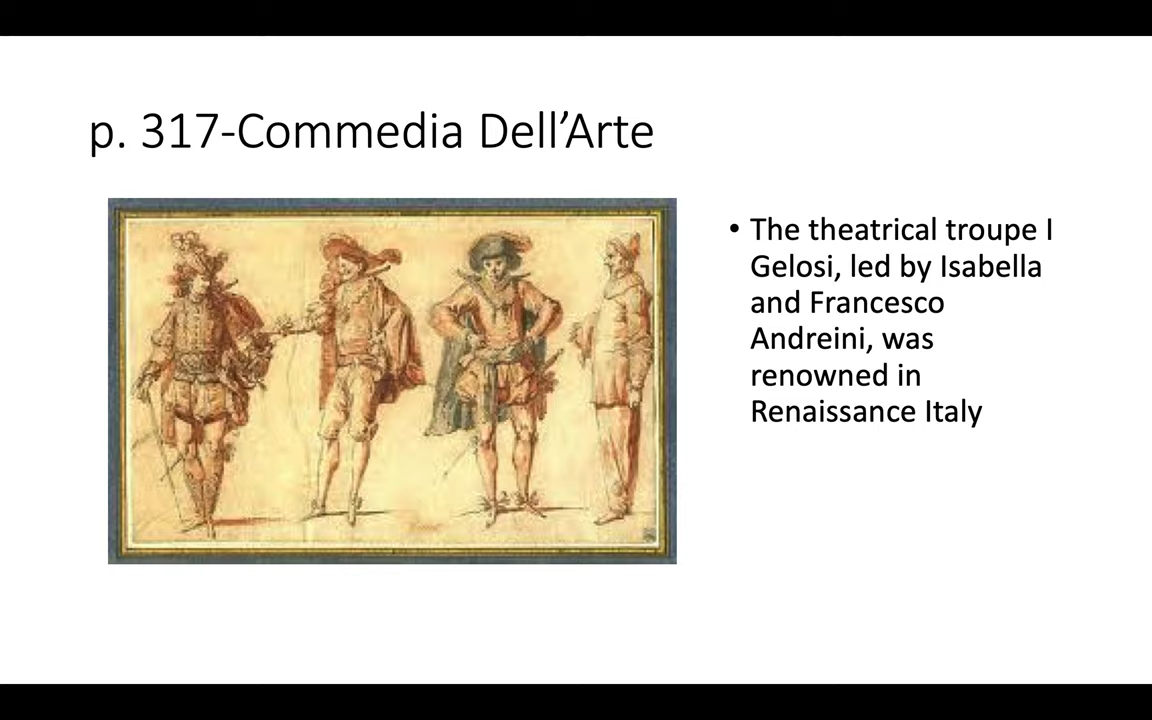 p. 317-Commedia Dell’Arte
• The theatrical troupe I
Gelosi, led by Isabella
and Francesco
Andreini, was
renowned in
Renaissance Italy